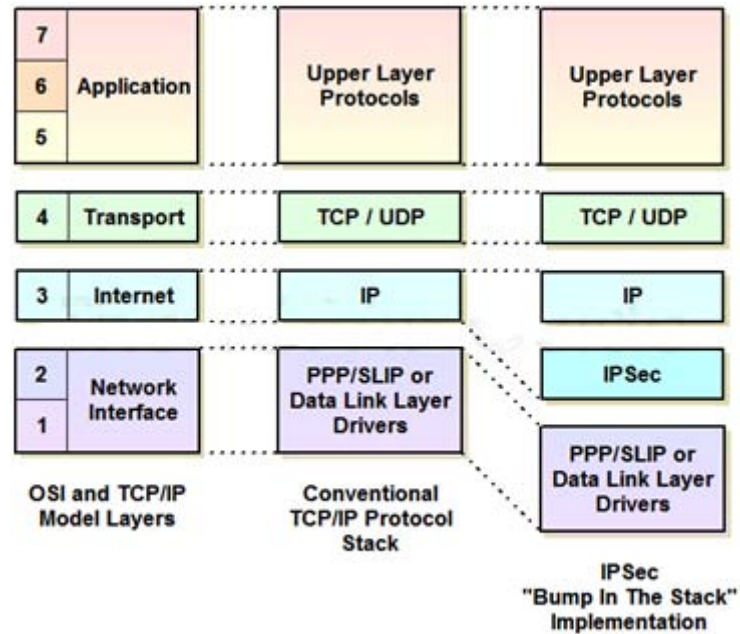 7
6
5
Application
Upper Layer
Protocols
Upper Layer
Protocols
4
Transport
TCP / UDP
TCP / UDP
3
Internet
IP
IP
2
1
Network
Interface
PPP/SLIP or
Data Link Layer
Drivers
IPSec
PPP/SLIP or
Data Link Layer
Drivers
OSI and TCP/IP
Model Layers
Conventional
TCP/IP Protocol
Stack
IPSec
"Bump In The Stack"
Implementation